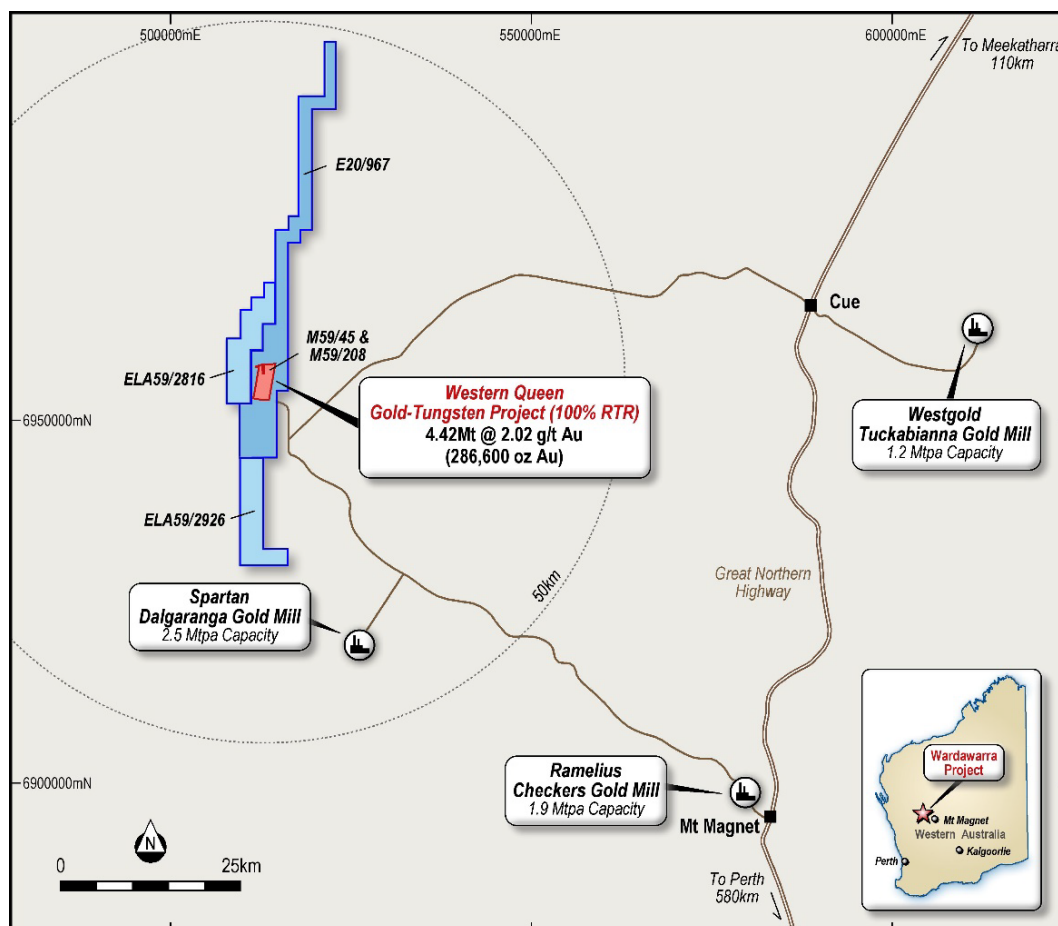 500000mE
550000mE
600000mE
To Meekatharra
110km
E20/967
Cue
M59/45 &
M59/208
ELA59/2816
Western Queen
Gold-Tungsten Project (100% RTR)
4.42Mt @ 2.02 g/t Au
(286,600 oz Au)
Westgold
Tuckabianna Gold Mill
1.2 Mtpa Capacity
6950000mN
ELA59/2926
Great Northern
Highway
50km
Spartan
Dalgaranga Gold Mill
2.5 Mtpa Capacity
6900000mN
Ramelius
Checkers Gold Mill
1.9 Mtpa Capacity
Mt Magnet
N
0
25km
To Perth
580km
Wardawarra
Project
Mt Magnet
Western Australia
Kalgoorlie
Perth